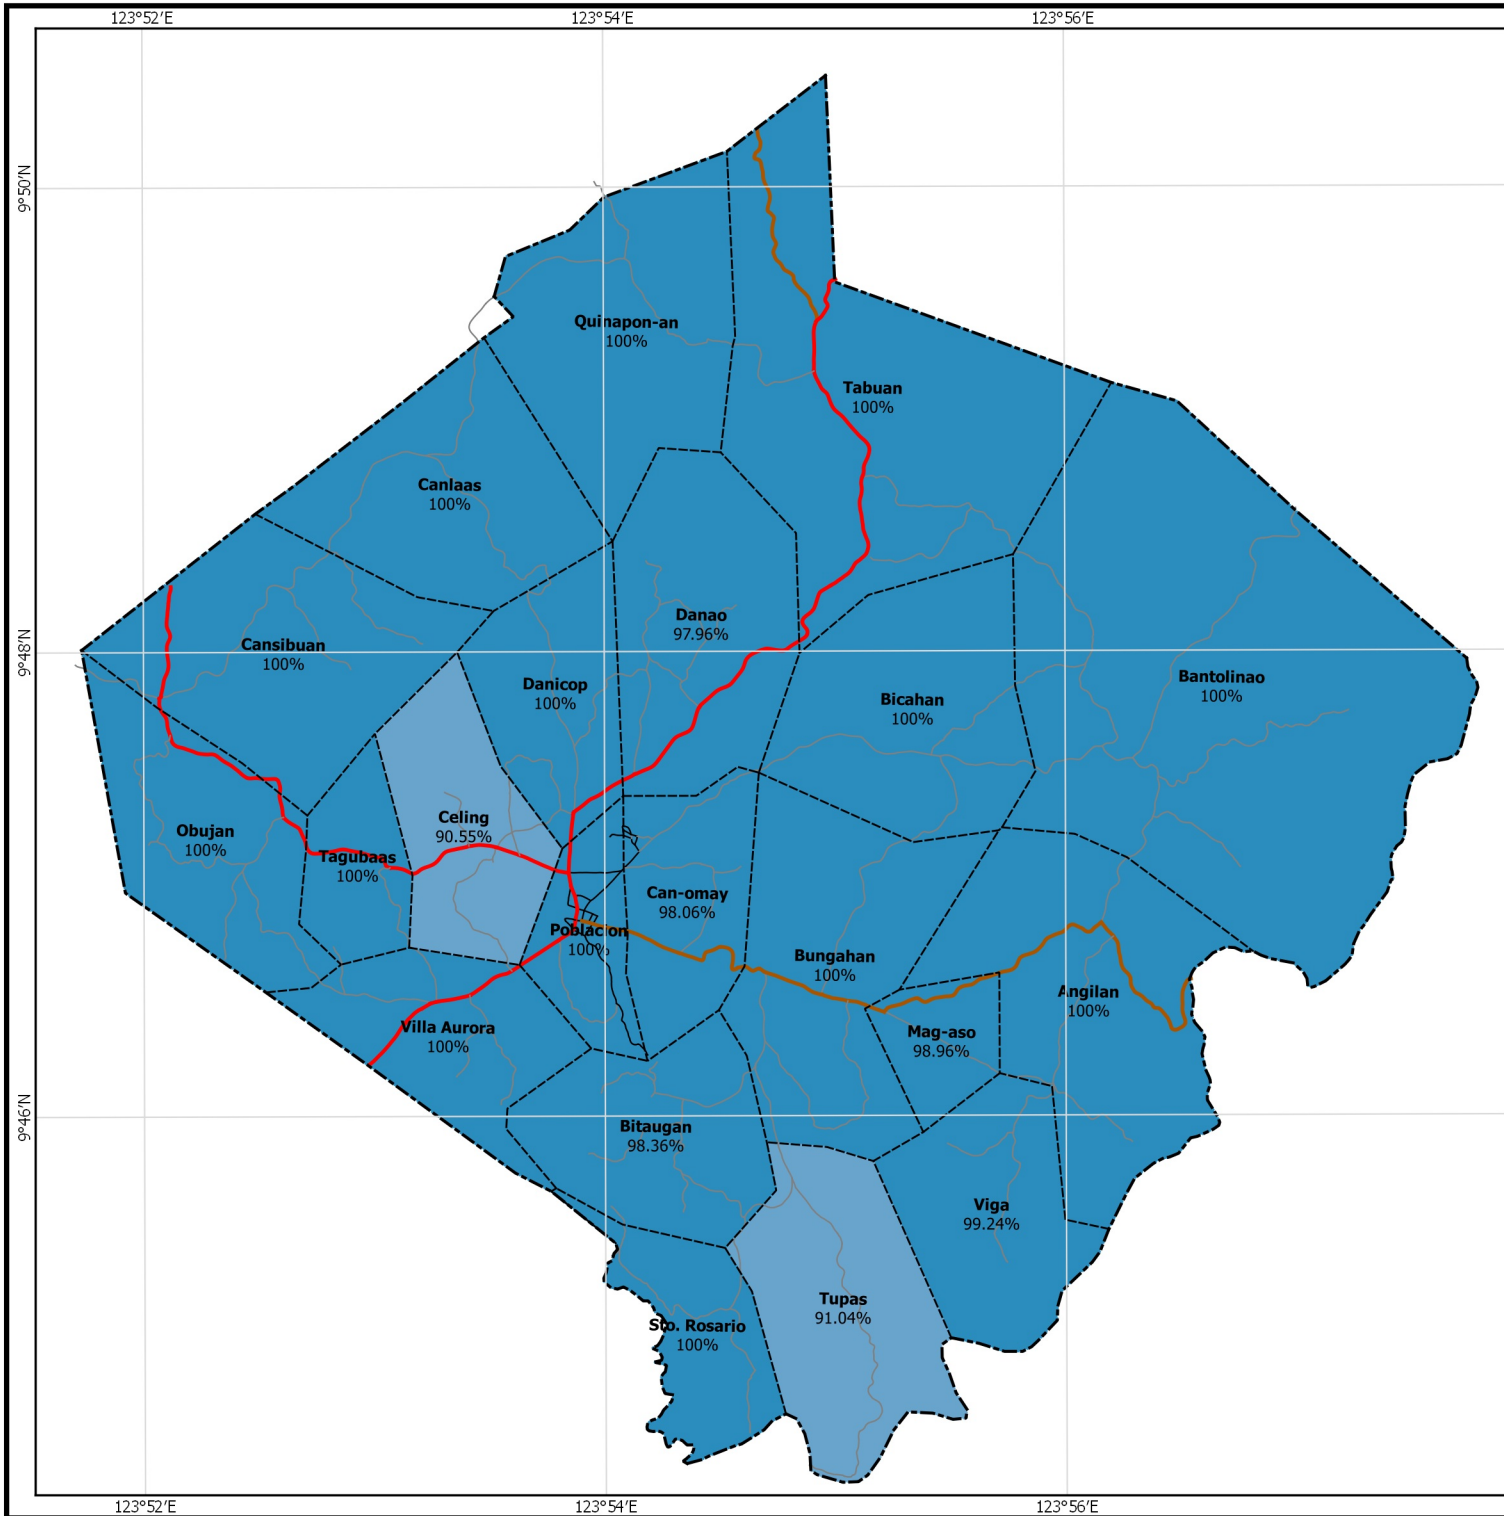 123°52′E
123°54′E
123°56′E
9°50′N
Quinapon-an
100%
Tabuan
100%
Canlaas
100%
Danao
97.96%
9°48′N
Cansibuan
100%
Danicop
100%
Bicahan
100%
Bantolinao
100%
Celing
90.55%
Obujan
100%
Tagubaas
100%
Can-omay
98.06%
Poblacion
100%
Bungahan
100%
Angilan
100%
Villa Aurora
100%
Mag-aso
98.96%
9°46′N
Bitaugan
98.36%
Viga
99.24%
Tupas
91.04%
Sto. Rosario
100%
123°52′E
123°54′E
123°56′E